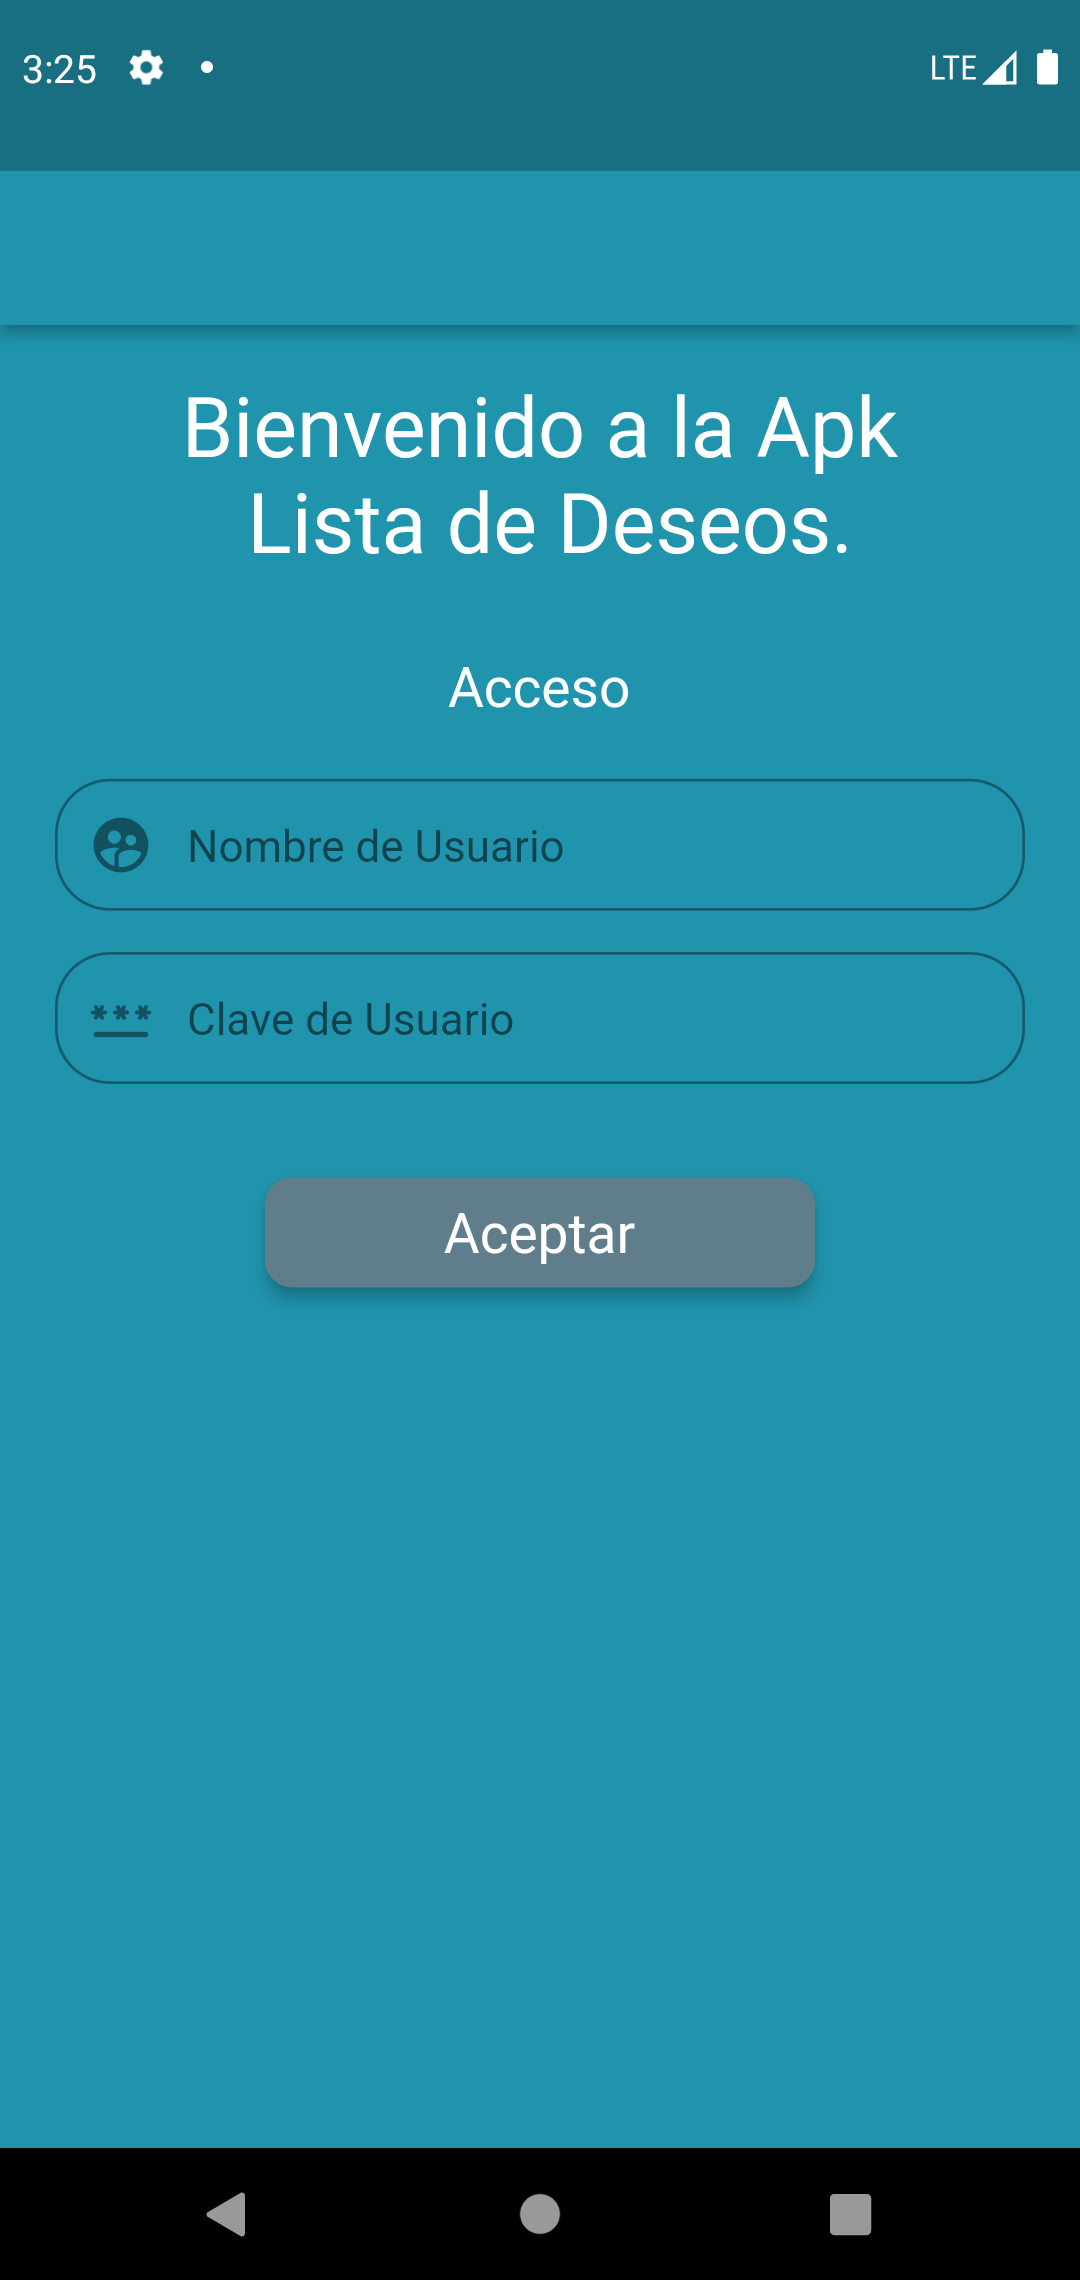 3:25
LTE
Bienvenido a la Apk
Lista de Deseos.
Acceso
Nombre de Usuario
Clave de Usuario
Aceptar